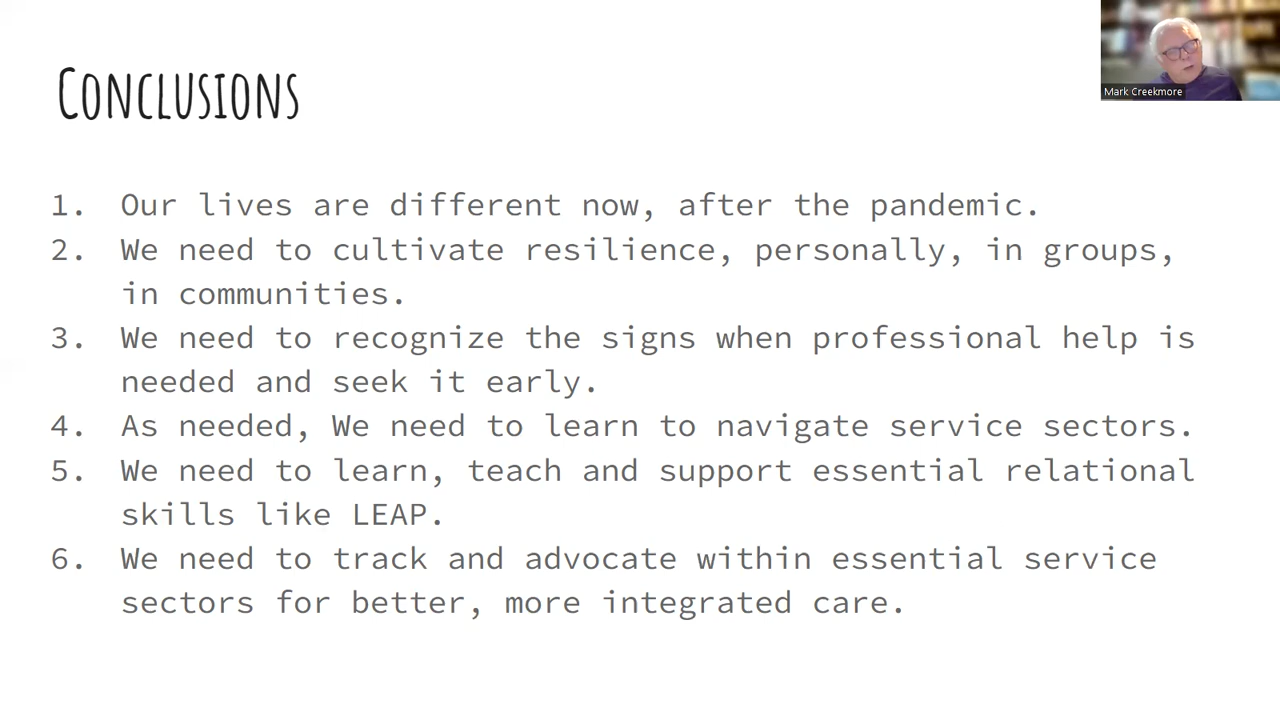 Conclusions
Mark Creekmore
1. Our lives are different now, after the pandemic.
2. We need to cultivate resilience, personally, in groups,
in communities.
3. We need to recognize the signs when professional help is
needed and seek it early.
4. As needed, We need to learn to navigate service sectors.
5. We need to learn, teach and support essential relational
skills like LEAP.
6. We need to track and advocate within essential service
sectors for better, more integrated care.